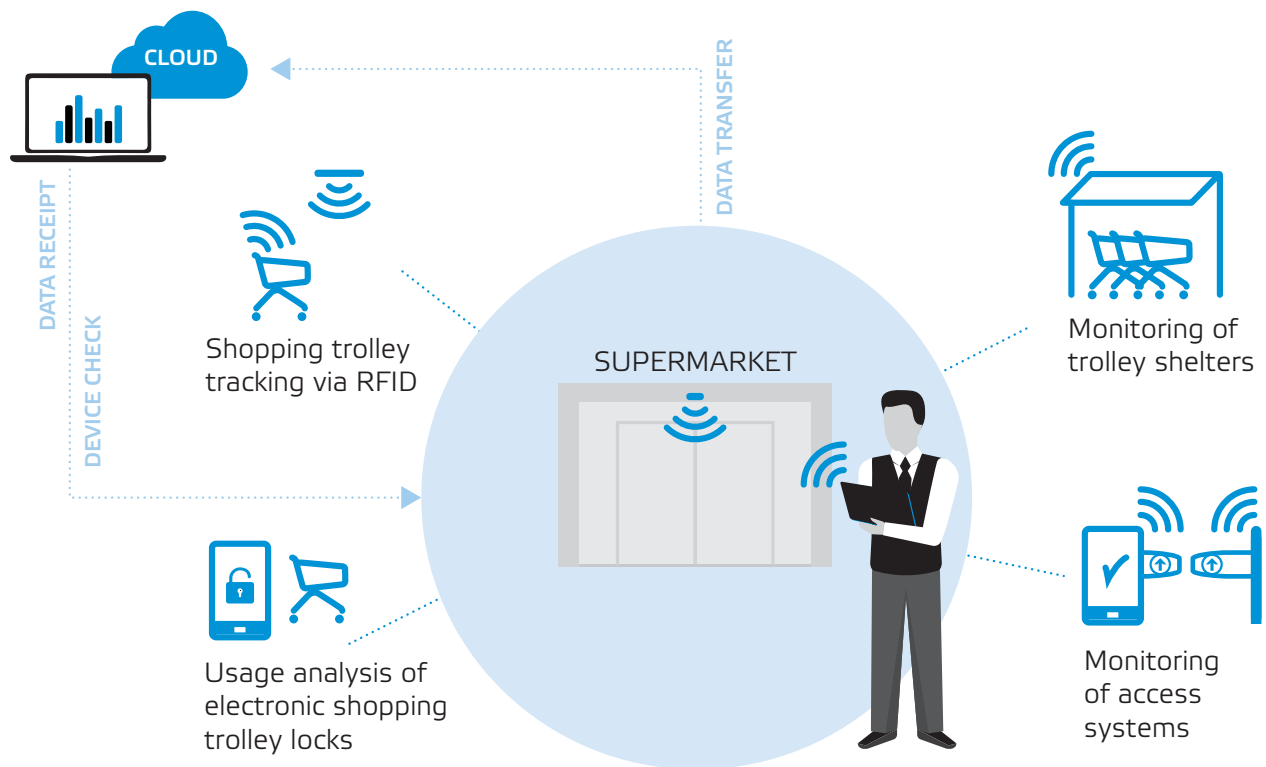 CLOUD
DATA TRANSFER
DATA RECEIPT
DEVICE CHECK
Shopping trolley
tracking via RFID
SUPERMARKET
Monitoring of
trolley shelters
Usage analysis of
electronic shopping
trolley locks
Monitoring
of access
systems